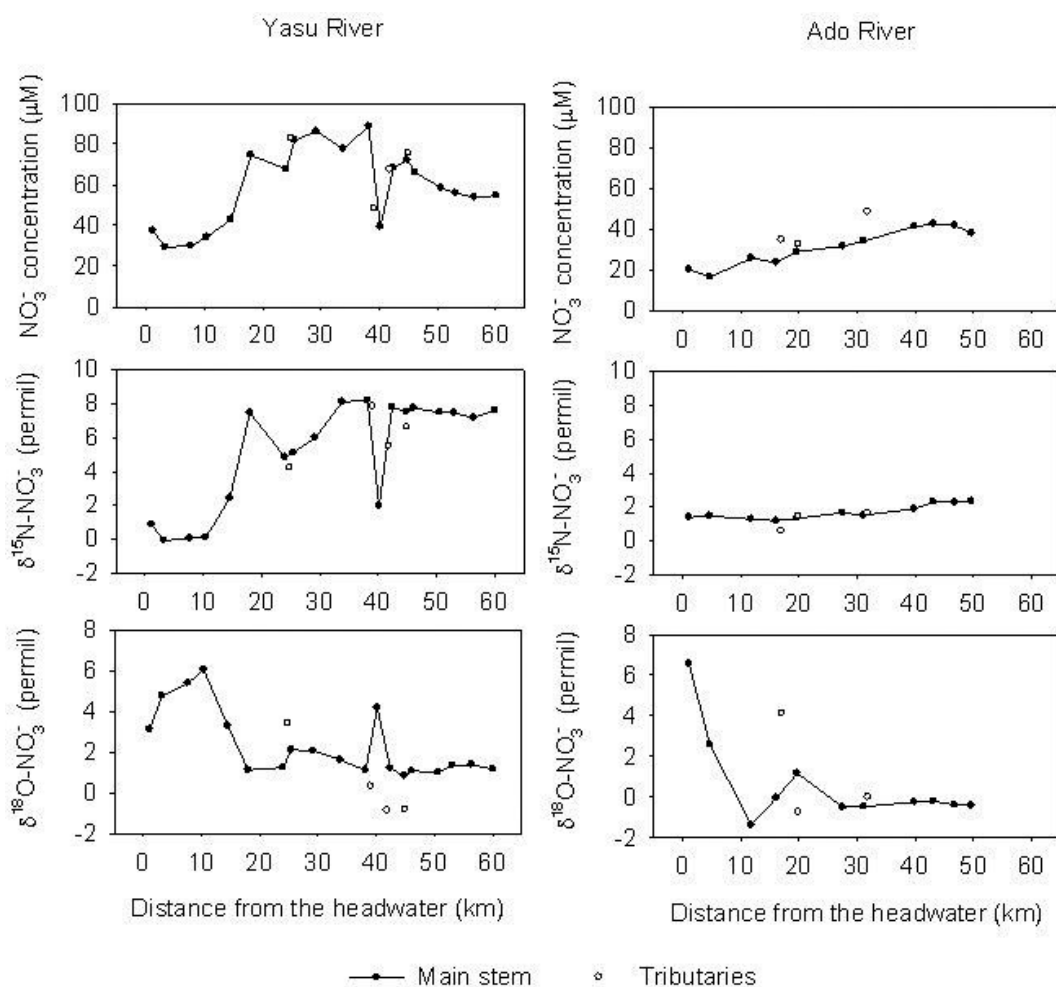 Yasu River
Ado River
NO₃⁻ concentration (μM)
100
80
60
40
20
0
0 10 20 30 40 50 60
NO₃⁻ concentration (μM)
100
80
60
40
20
0
0 10 20 30 40 50 60
δ¹⁵N-NO₃⁻ (permil)
10
8
6
4
2
0
-2
0 10 20 30 40 50 60
δ¹⁵N-NO₃⁻ (permil)
10
8
6
4
2
0
-2
0 10 20 30 40 50 60
δ¹⁸O-NO₃⁻ (permil)
8
6
4
2
0
-2
0 10 20 30 40 50 60
Distance from the headwater (km)
δ¹⁸O-NO₃⁻ (permil)
8
6
4
2
0
-2
0 10 20 30 40 50 60
Distance from the headwater (km)
Main stem
Tributaries